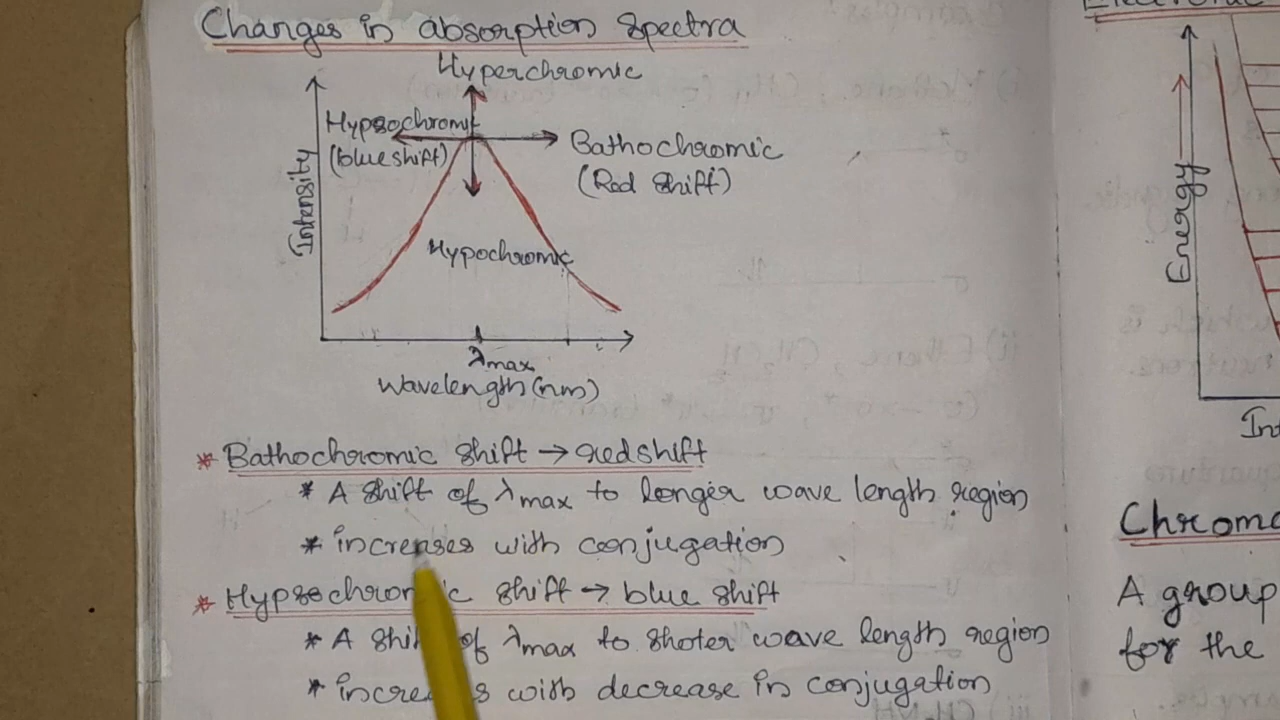 Changes in absorption Spectra
Hyperchromic
Hypsochromic
(blue shift)
Bathochromic
(Red shift)
Intensity
Hypochromic
λmax
Wavelength (nm)
* Bathochromic shift → redshift
* A shift of λmax to longer wave length region
* increases with conjugation
* Hypsochromic shift → blue shift
* A shift of λmax to shoter wave length region
* increases with decrease in conjugation
Energy
Chromo
A group
for the